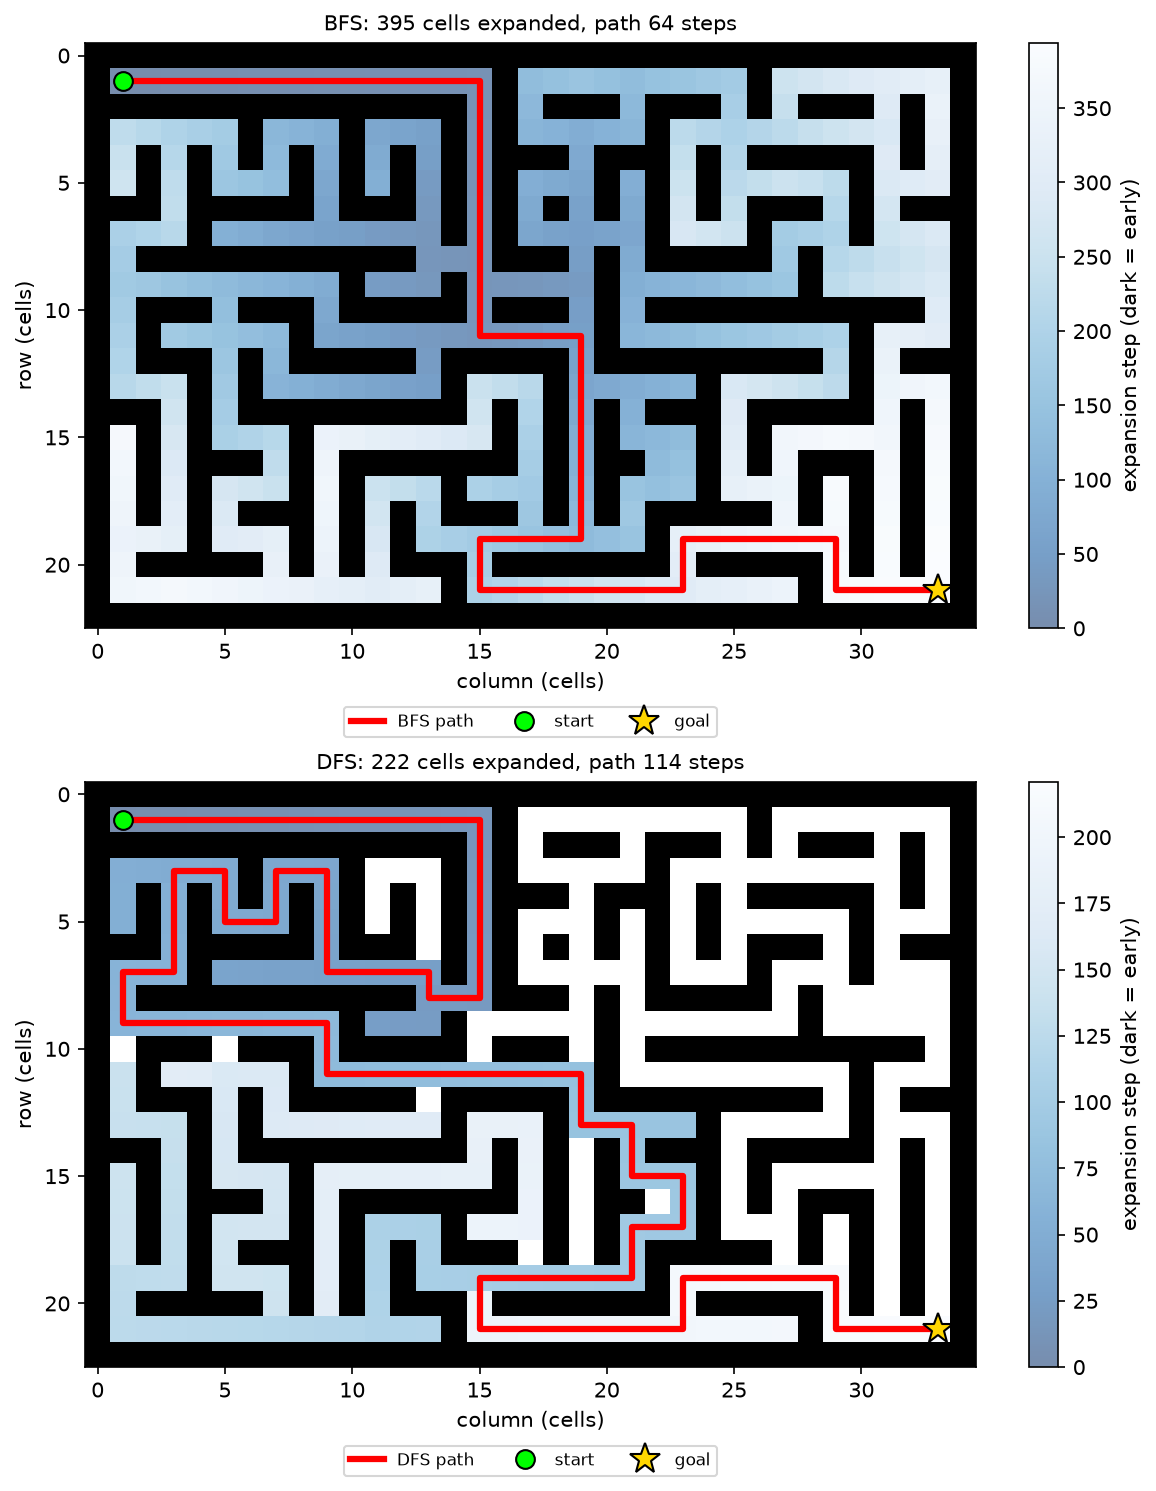 BFS: 395 cells expanded, path 64 steps
0
5
10
15
20
row (cells)
0 5 10 15 20 25 30
column (cells)
350
300
250
200
150
100
50
0
expansion step (dark = early)
BFS path start goal
DFS: 222 cells expanded, path 114 steps
0
5
10
15
20
row (cells)
0 5 10 15 20 25 30
column (cells)
200
175
150
125
100
75
50
25
0
expansion step (dark = early)
DFS path start goal